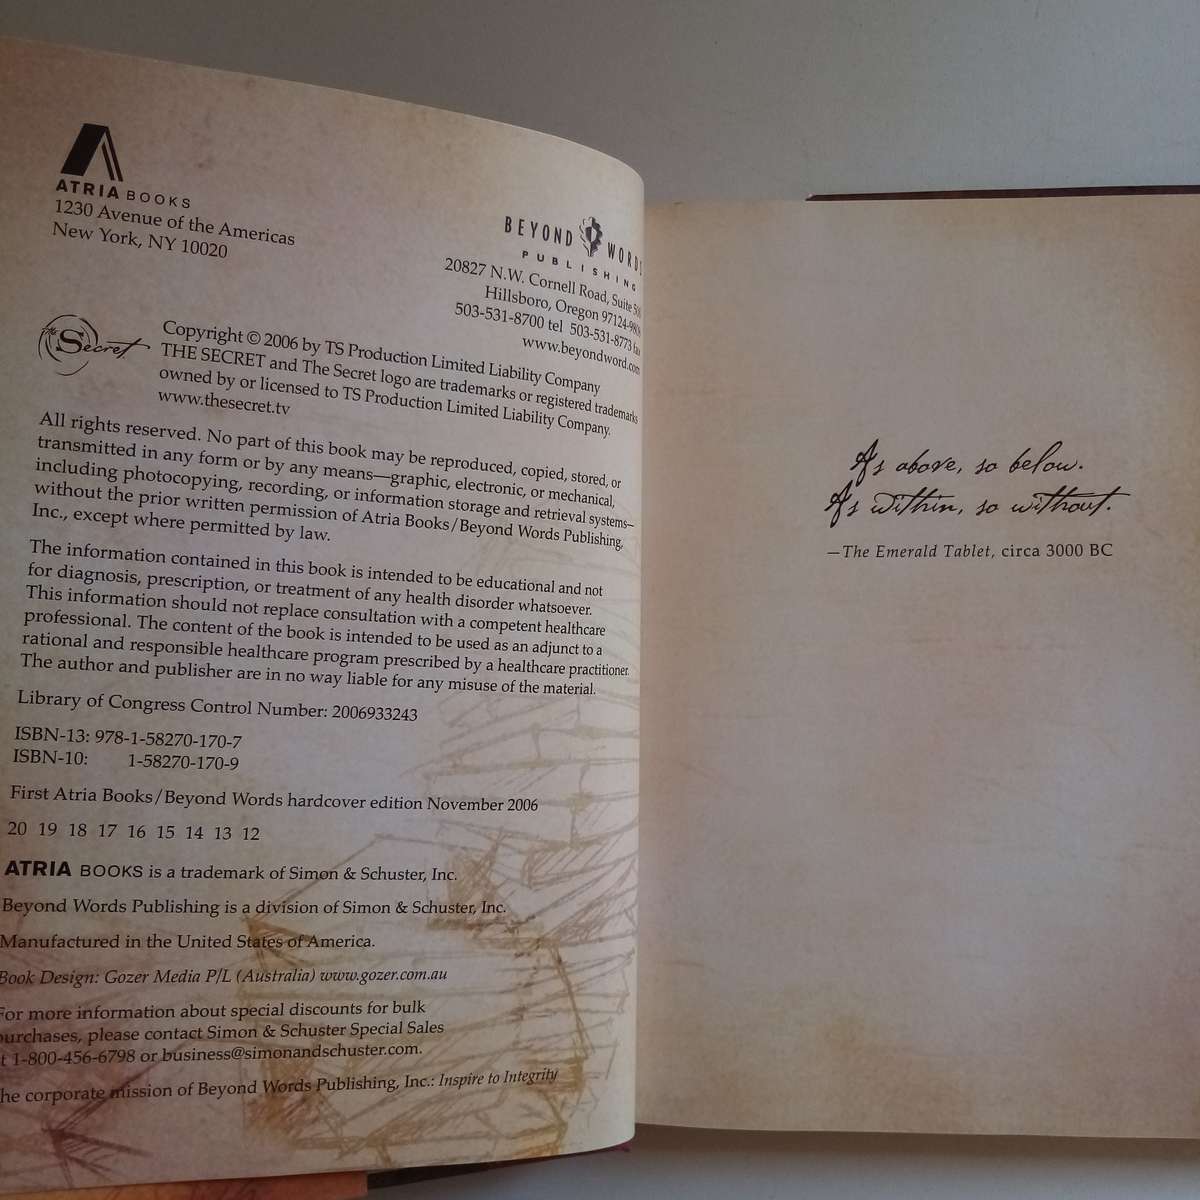 ATRIA BOOKS
1230 Avenue of the Americas
New York, NY 10020
BEYOND WORDS
PUBLISHING
20827 N.W. Cornell Road, Suite
Hillsboro, Oregon
503-531-8700 tel 503-531-8773 fax
www.beyondword.com
The Secret
Copyright © 2006 by TS Production Limited Liability Company
THE SECRET and The Secret logo are trademarks or registered trademarks
owned by or licensed to TS Production Limited Liability Company.
www.thesecret.tv
All rights reserved. No part of this book may be reproduced, copied, stored, or
transmitted in any form or by any means—graphic, electronic, or mechanical,
including photocopying, recording, or information storage and retrieval systems—
without the prior written permission of Atria Books/Beyond Words Publishing,
Inc., except where permitted by law.
The information contained in this book is intended to be educational and not
for diagnosis, prescription, or treatment of any health disorder whatsoever.
This information should not replace consultation with a competent healthcare
professional. The content of the book is intended to be used as an adjunct to a
rational and responsible healthcare program prescribed by a healthcare practitioner.
The author and publisher are in no way liable for any misuse of the material.
Library of Congress Control Number: 2006933243
ISBN-13: 978-1-58270-170-7
ISBN-10: 1-58270-170-9
First Atria Books/Beyond Words hardcover edition November 2006
20 19 18 17 16 15 14 13 12
ATRIA BOOKS is a trademark of Simon & Schuster, Inc.
Beyond Words Publishing is a division of Simon & Schuster, Inc.
Manufactured in the United States of America.
Book Design: Gozer Media P/L (Australia) www.gozer.com.au
For more information about special discounts for bulk
purchases, please contact Simon & Schuster Special Sales
t 1-800-456-6798 or business@simonandschuster.com.
he corporate mission of Beyond Words Publishing, Inc.: Inspire to Integrity
As above, so below.
As within, so without.
—The Emerald Tablet, circa 3000 BC